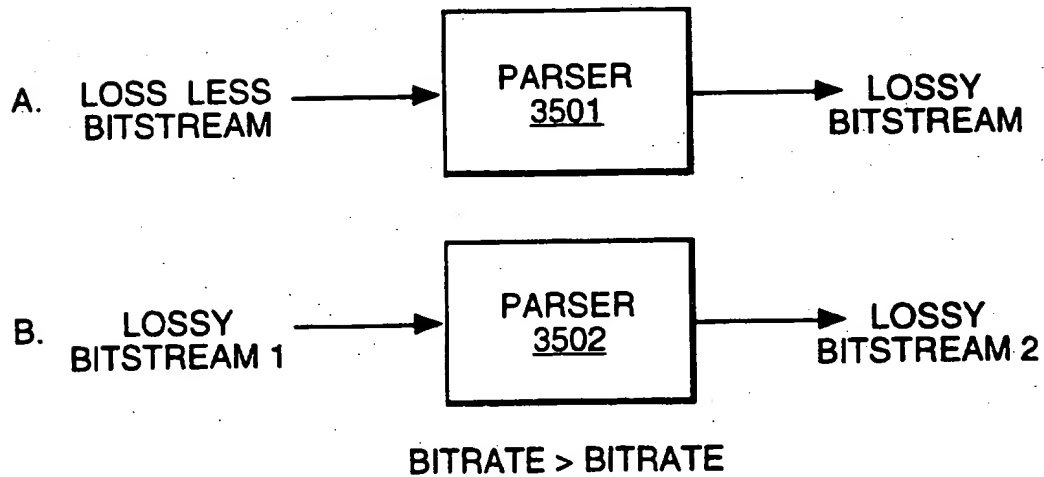 A. LOSS LESS BITSTREAM
PARSER
3501
LOSSY BITSTREAM
B. LOSSY BITSTREAM 1
PARSER
3502
LOSSY BITSTREAM 2
BITRATE > BITRATE